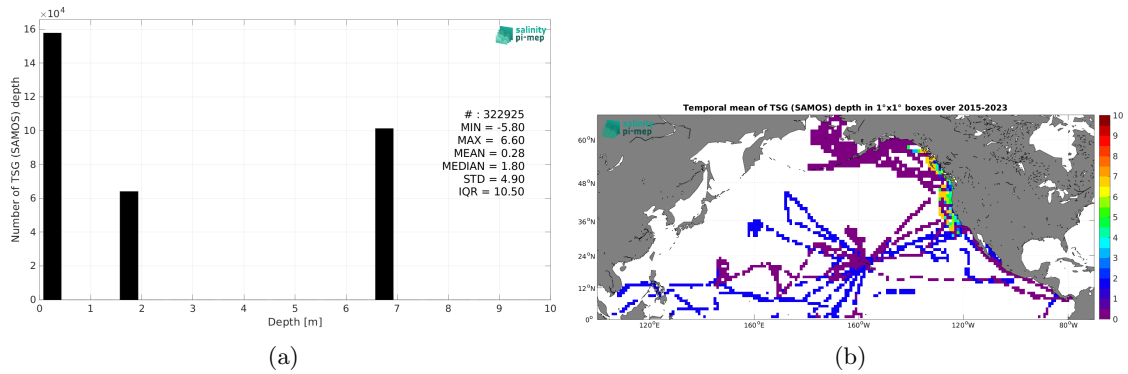 ×10⁴
16
14
12
10
8
6
4
2
0
0 1 2 3 4 5 6 7 8 9 10
Number of TSG (SAMOS) depth
Depth [m]
salinity
pi-mep
# : 322925
MIN = -5.80
MAX = 6.60
MEAN = 0.28
MEDIAN = 1.80
STD = 4.90
IQR = 10.50
(a)
Temporal mean of TSG (SAMOS) depth in 1°x1° boxes over 2015-2023
salinity
pi-mep
60°N
48°N
36°N
24°N
12°N
0°
120°E 160°E 160°W 120°W 80°W
10
9
8
7
6
5
4
3
2
1
0
(b)